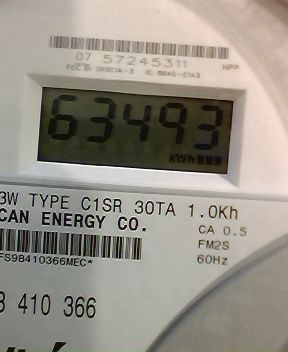 07 57245311
HPP
63493
kWh
3W TYPE C1SR 30TA 1.0Kh
CAN ENERGY CO.
CA 0.5
FM2S
FS98410366MEC*
60Hz
3 410 366